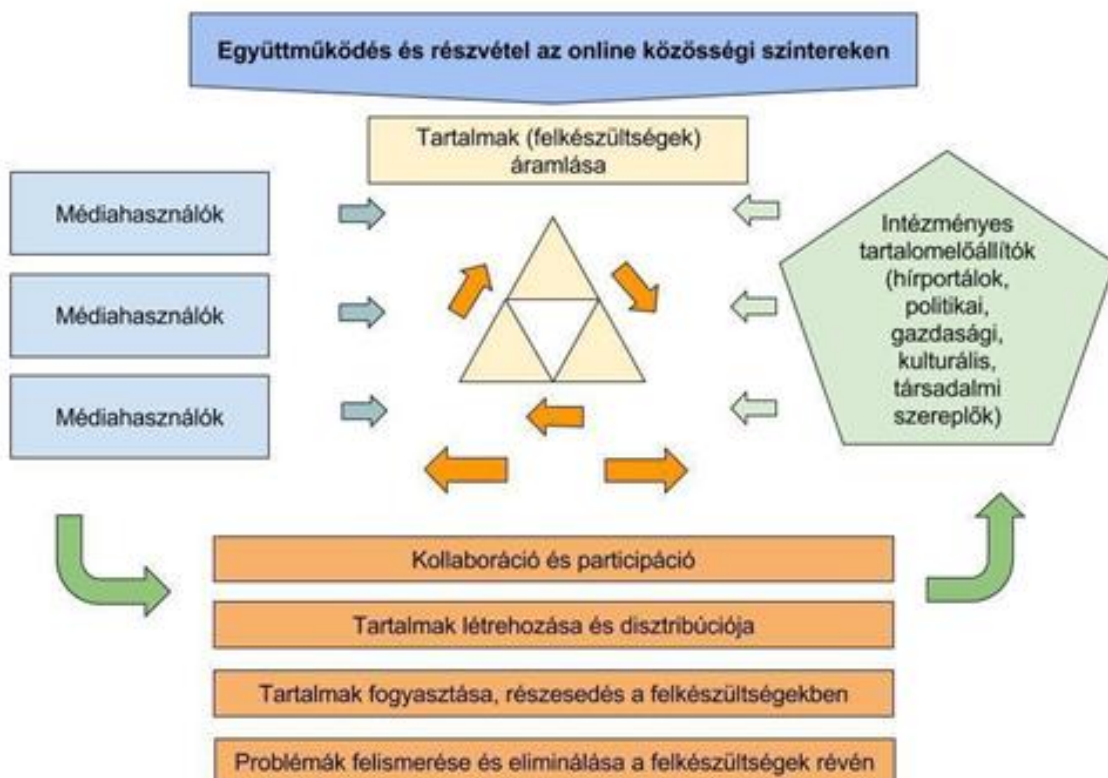 Együttműködés és részvétel az online közösségi szintereken
Tartalmak (felkészültségek)
áramlása
Médiahasználók
Médiahasználók
Médiahasználók
Intézményes
tartalomelőállítók
(hírportálok,
politikai,
gazdasági,
kulturális,
társadalmi
szereplők)
Kollaboráció és participáció
Tartalmak létrehozása és disztribúciója
Tartalmak fogyasztása, részesedés a felkészültségekben
Problémák felismerése és eliminálása a felkészültségek révén